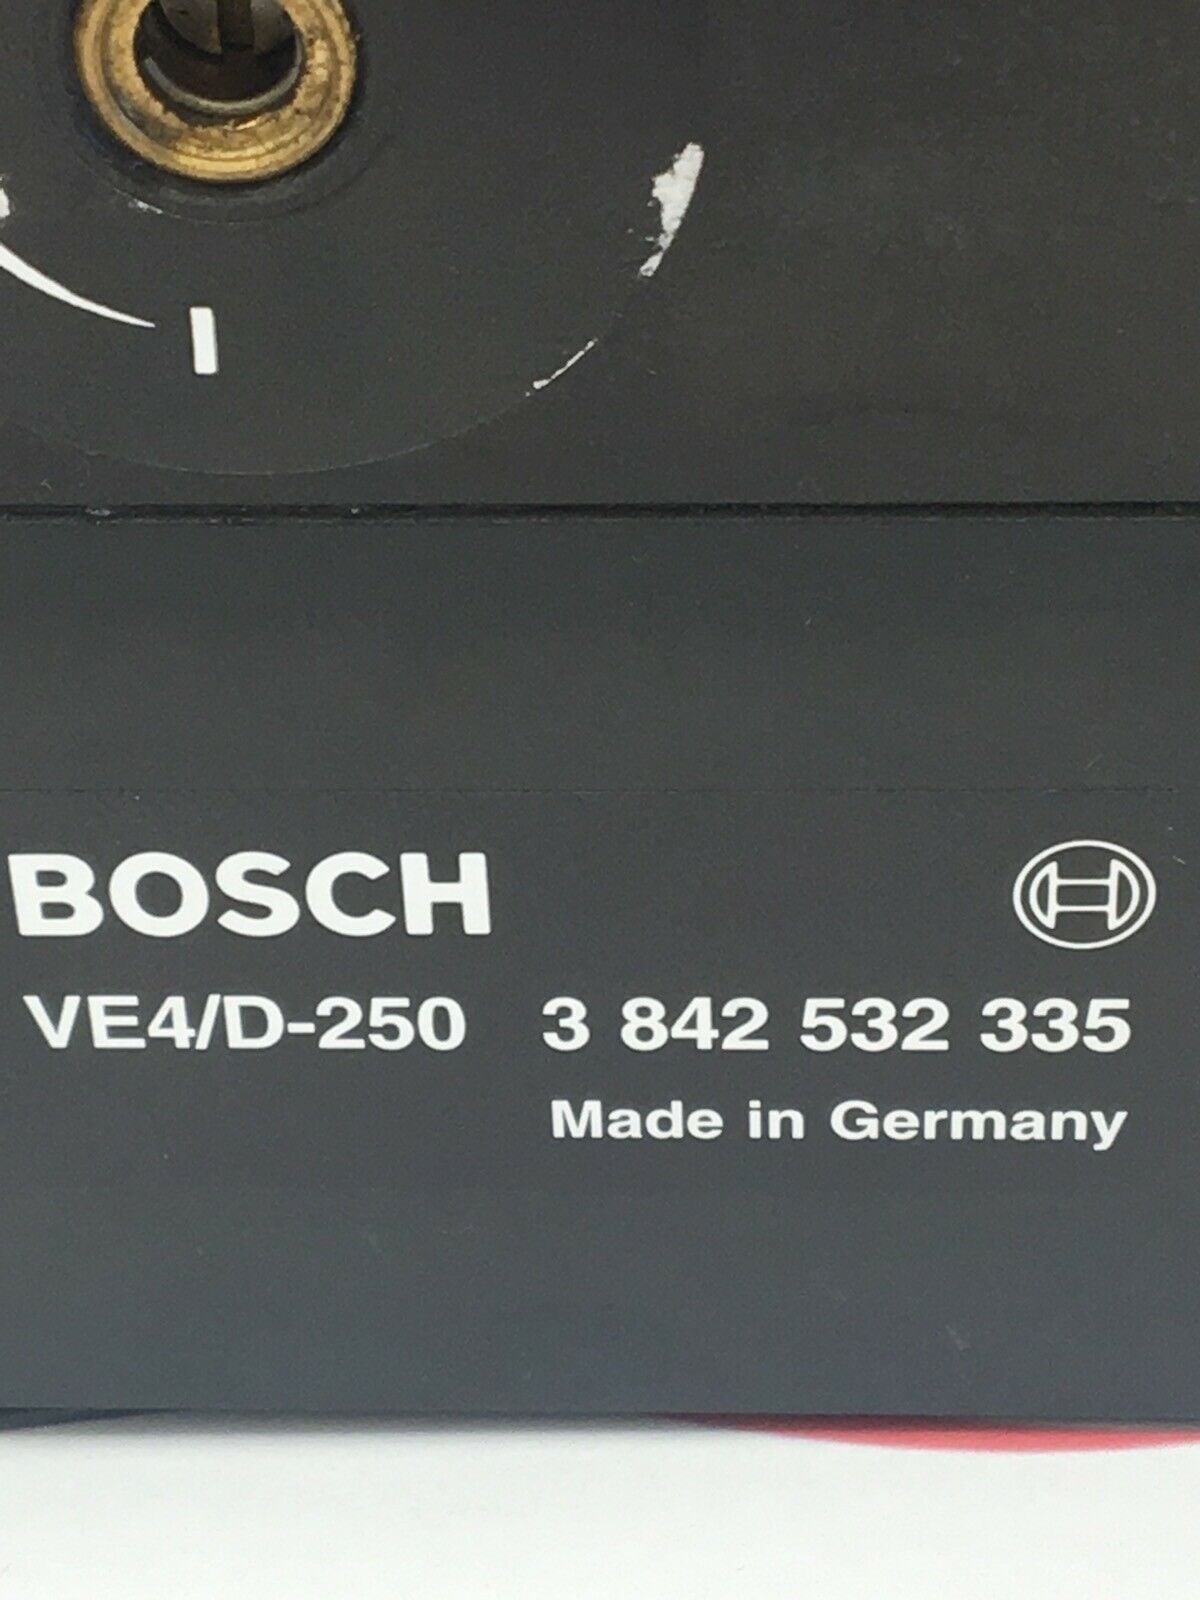 BOSCH
VE4/D-250 3 842 532 335
Made in Germany